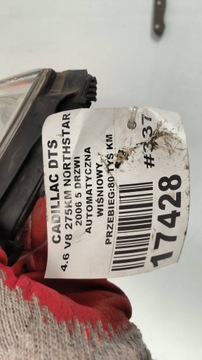 CADILLAC DTS
4.6 V8 275KM NORTHSTAR
2006 5 DRZWI
AUTOMATYCZNA
WIŚNIOWY
PRZEBIEG:80 TYŚ KM
#337
17428